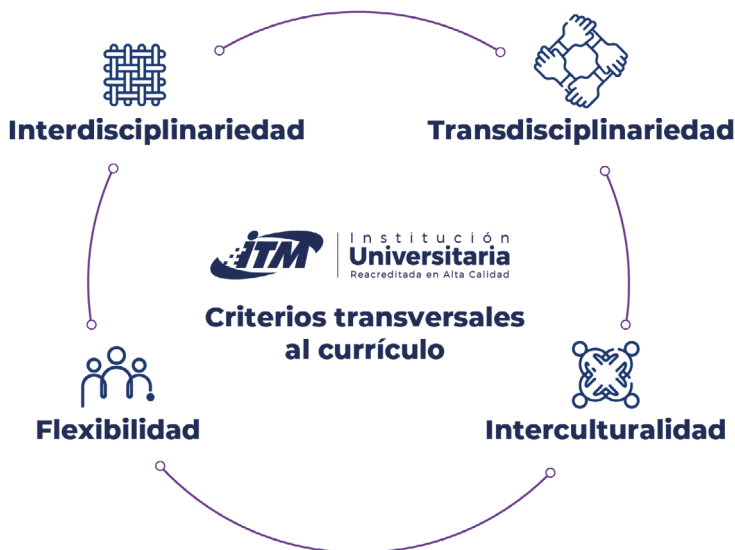 Interdisciplinariedad
Transdisciplinariedad
iTM
Institución
Universitaria
Reacreditada en Alta Calidad
Criterios transversales
al currículo
Flexibilidad
Interculturalidad